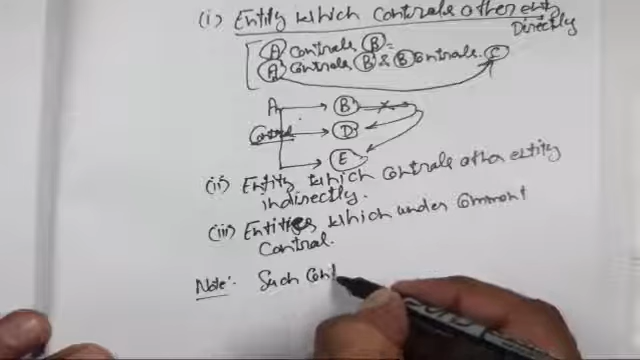 (i) Entity which controls other entity
Directly
A controls B =
A controls B & B controls C
A
B
Control
D
E
(ii) Entity which controls other entity
indirectly.
(iii) Entities which under Common
Control.
Note:- Such Cont